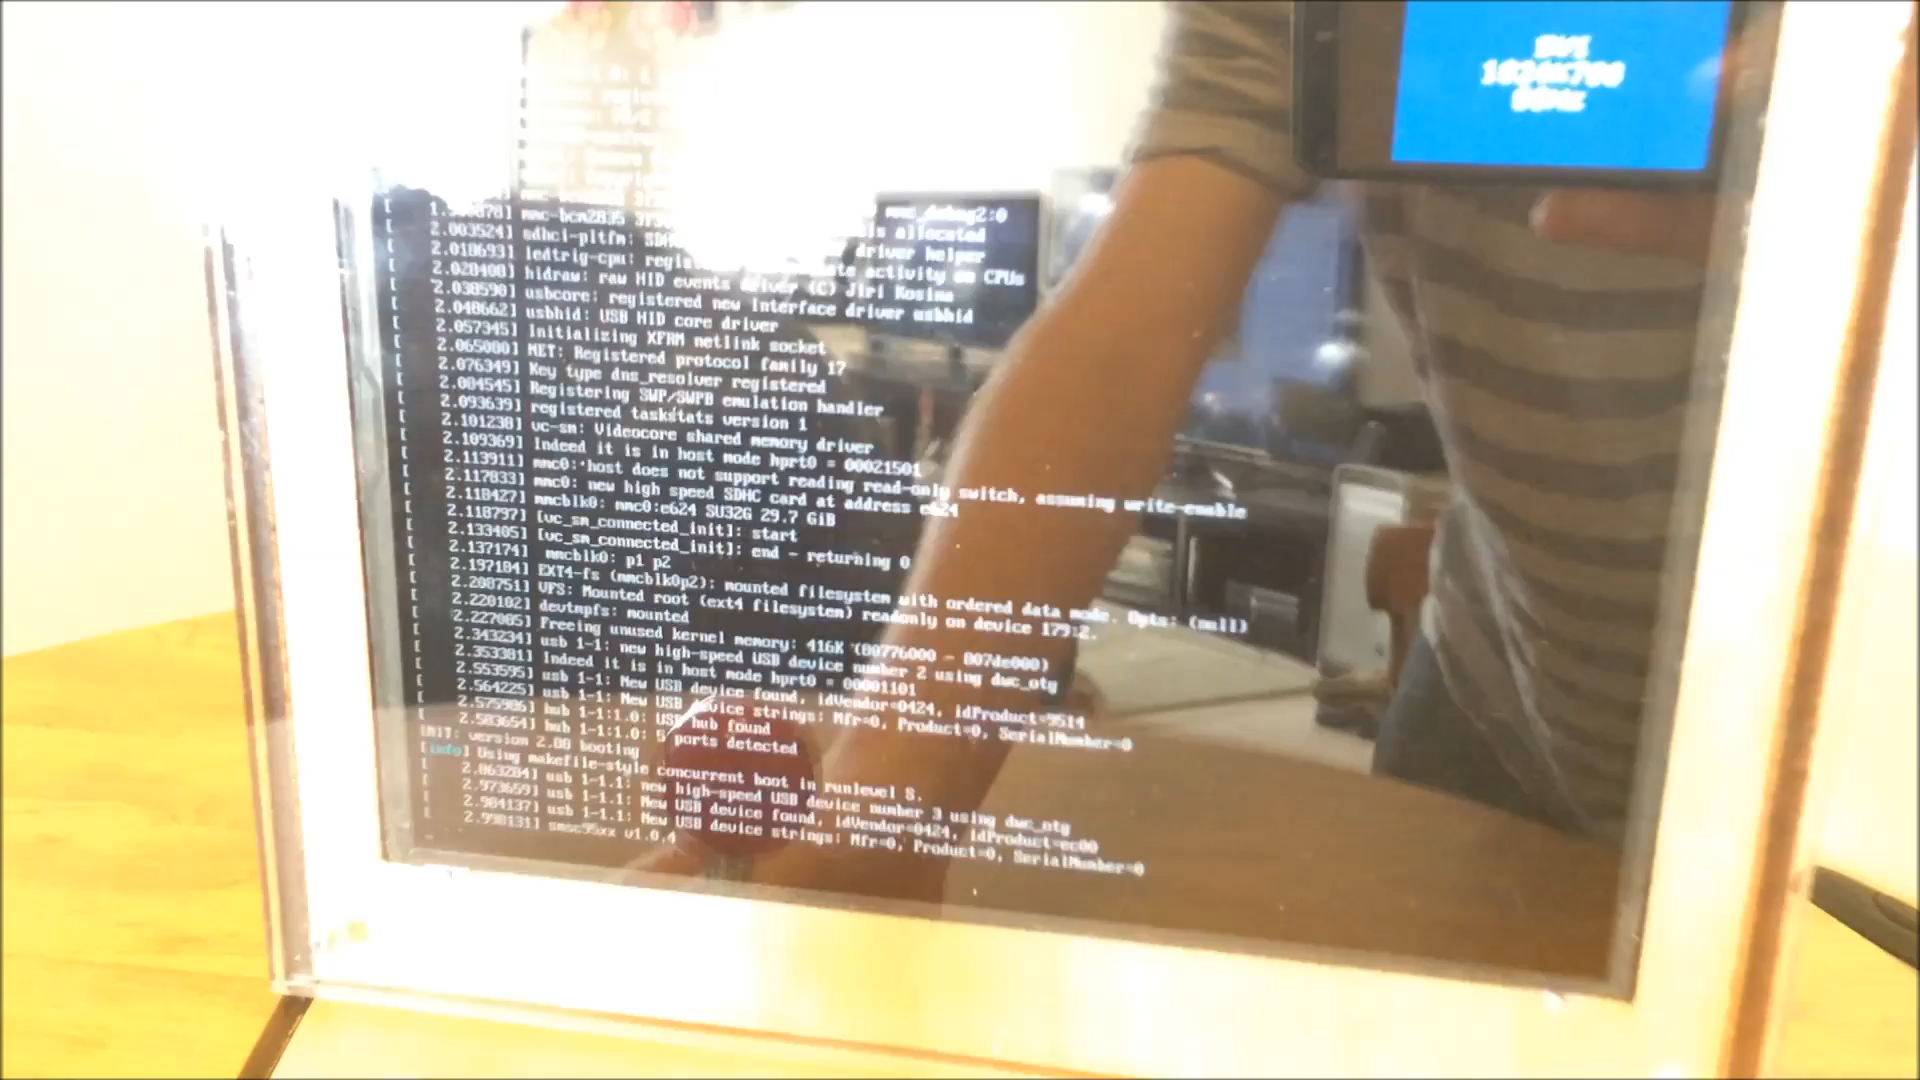 DVI
1024X768
60Hz
mmc-bcm2835 mmc_debug2:0
[ 2.003524] sdhci-pltfm: driver helper
[ 2.018693] ledtrig-cpu: activity on CPUs
[ 2.028408] hidraw: raw HID events driver (C) Jiri Kosina
[ 2.038590] usbcore: registered new interface driver usbhid
[ 2.048662] usbhid: USB HID core driver
[ 2.057345] Initializing XFRM netlink socket
[ 2.065080] NET: Registered protocol family 17
[ 2.076349] Key type dns_resolver registered
[ 2.084545] Registering SWP/SWPB emulation handler
[ 2.093639] registered taskstats version 1
[ 2.101238] vc-sm: Videocore shared memory driver
[ 2.109369] Indeed it is in host mode hprt0 = 00021501
[ 2.113911] mmc0: host does not support reading read-only switch, assuming write-enable
[ 2.117833] mmc0: new high speed SDHC card at address e624
[ 2.118427] mmcblk0: mmc0:e624 SU32G 29.7 GiB
[ 2.118797] [vc_sm_connected_init]: start
[ 2.133405] [vc_sm_connected_init]: end - returning 0
[ 2.137174] mmcblk0: p1 p2
[ 2.197184] EXT4-fs (mmcblk0p2): mounted filesystem with ordered data mode. Opts: (null)
[ 2.208751] VFS: Mounted root (ext4 filesystem) readonly on device 179:2.
[ 2.220102] devtmpfs: mounted
[ 2.227085] Freeing unused kernel memory: 416K (80776000 - 807de000)
[ 2.343234] usb 1-1: new high-speed USB device number 2 using dwc_otg
[ 2.353381] Indeed it is in host mode hprt0 = 00001101
[ 2.553595] usb 1-1: New USB device found, idVendor=0424, idProduct=9514
[ 2.564225] usb 1-1: New USB device strings: Mfr=0, Product=0, SerialNumber=0
[ 2.575986] hub 1-1:1.0: USB hub found
[ 2.583654] hub 1-1:1.0: 5 ports detected
INIT: version 2.88 booting
[info] Using makefile-style concurrent boot in runlevel S.
[ 2.863284] usb 1-1.1: new high-speed USB device number 3 using dwc_otg
[ 2.973659] usb 1-1.1: New USB device found, idVendor=0424, idProduct=ec00
[ 2.984137] usb 1-1.1: New USB device strings: Mfr=0, Product=0, SerialNumber=0
[ 2.998131] smsc95xx v1.0.4